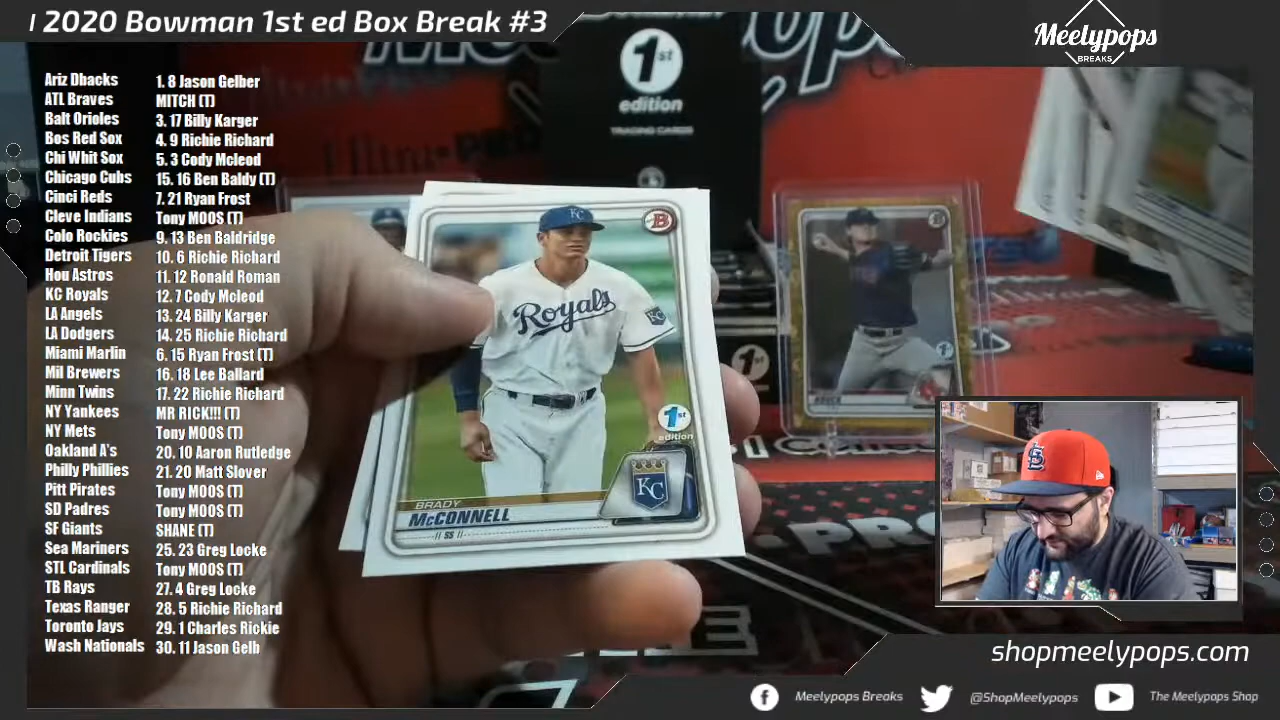 2020 Bowman 1st ed Box Break #3
Meelypops
BREAKS
1st
edition
TRADING CARDS
Ariz Dbacks 1. 8 Jason Gelber
ATL Braves MITCH (T)
Balt Orioles 3. 17 Billy Karger
Bos Red Sox 4. 9 Richie Richard
Chi Whit Sox 5. 3 Cody Mcleod
Chicago Cubs 15. 16 Ben Baldy (T)
Cinci Reds 7. 21 Ryan Frost
Cleve Indians Tony MOOS (T)
Colo Rockies 9. 13 Ben Baldridge
Detroit Tigers 10. 6 Richie Richard
Hou Astros 11. 12 Ronald Roman
KC Royals 12. 7 Cody Mcleod
LA Angels 13. 24 Billy Karger
LA Dodgers 14. 25 Richie Richard
Miami Marlin 6. 15 Ryan Frost (T)
Mil Brewers 16. 18 Lee Ballard
Minn Twins 17. 22 Richie Richard
NY Yankees MR RICK!!! (T)
NY Mets Tony MOOS (T)
Oakland A's 20. 10 Aaron Rutledge
Philly Phillies 21. 20 Matt Slover
Pitt Pirates Tony MOOS (T)
SD Padres Tony MOOS (T)
SF Giants SHANE (T)
Sea Mariners 25. 23 Greg Locke
STL Cardinals Tony MOOS (T)
TB Rays 27. 4 Greg Locke
Texas Ranger 28. 5 Richie Richard
Toronto Jays 29. 1 Charles Rickie
Wash Nationals 30. 11 Jason Gelb
KC
B
Royals
KC
1st
edition
KC
BRADY
McCONNELL
// SS //
shopmeelypops.com
Meelypops Breaks
@ShopMeelypops
The Meelypops Shop